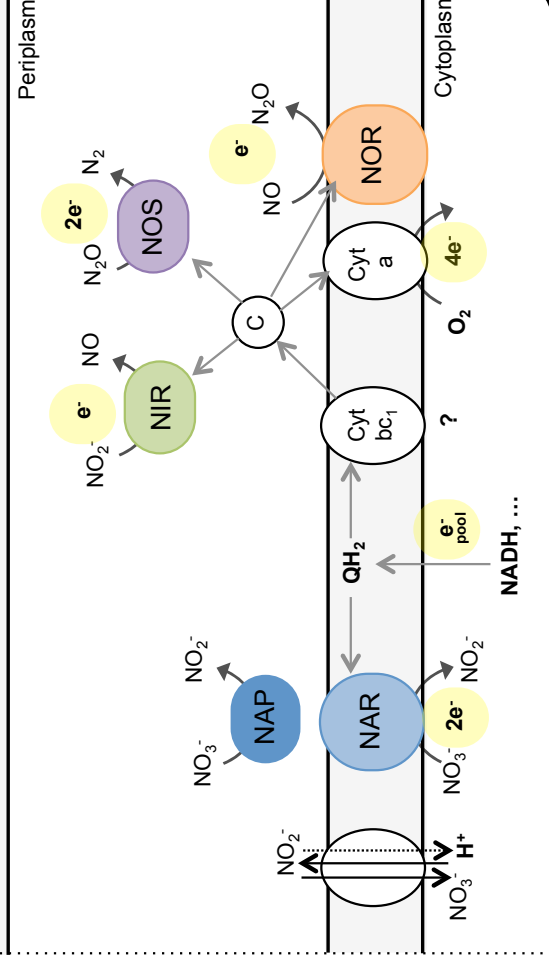 Periplasm
NO₂⁻
NO₃⁻
H⁺
NO₃⁻
NO₂⁻
NAP
NAR
NO₃⁻
2e⁻
NO₂⁻
QH₂
e⁻
pool
NADH, ...
NO₂⁻
e⁻
NO
NIR
Cyt
bc₁
?
C
N₂O
2e⁻
N₂
NOS
Cyt
a
O₂
4e⁻
NO
e⁻
N₂O
NOR